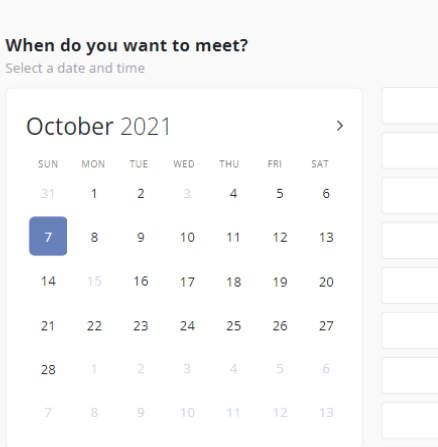 When do you want to meet?
Select a date and time
October 2021 >
SUN MON TUE WED THU FRI SAT
31 1 2 3 4 5 6
7 8 9 10 11 12 13
14 15 16 17 18 19 20
21 22 23 24 25 26 27
28 1 2 3 4 5 6
7 8 9 10 11 12 13